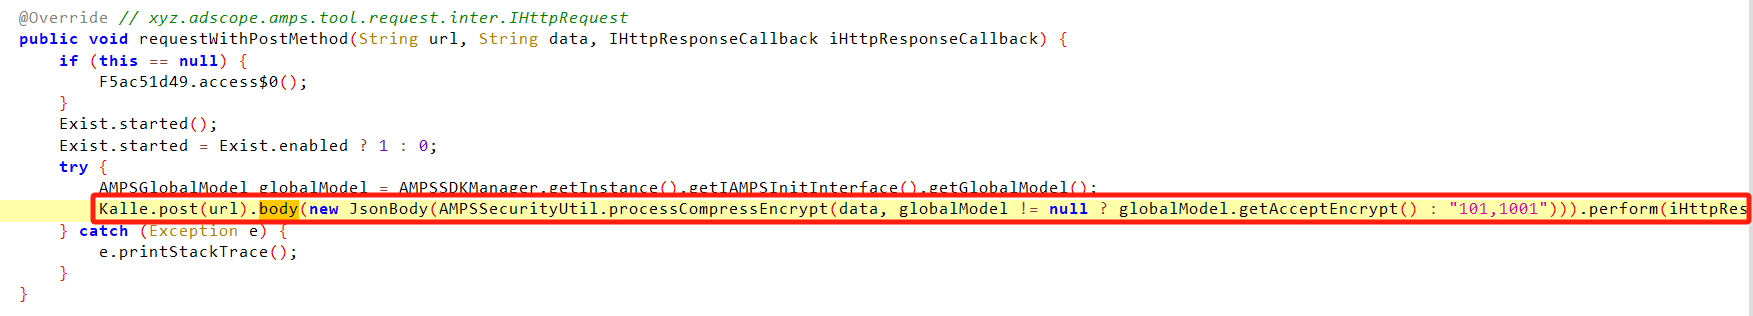 @Override // xyz.adscope.amps.tool.request.inter.IHttpRequest
public void requestWithPostMethod(String url, String data, IHttpResponseCallback iHttpResponseCallback) {
    if (this == null) {
        F5ac51d49.access$0();
    }
    Exist.started();
    Exist.started = Exist.enabled ? 1 : 0;
    try {
        AMPSGlobalModel globalModel = AMPSSDKManager.getInstance().getIAMPSInitInterface().getGlobalModel();
        Kalle.post(url).body(new JsonBody(AMPSSecurityUtil.processCompressEncrypt(data, globalModel != null ? globalModel.getAcceptEncrypt() : "101,1001"))).perform(iHttpRes
    } catch (Exception e) {
        e.printStackTrace();
    }
}